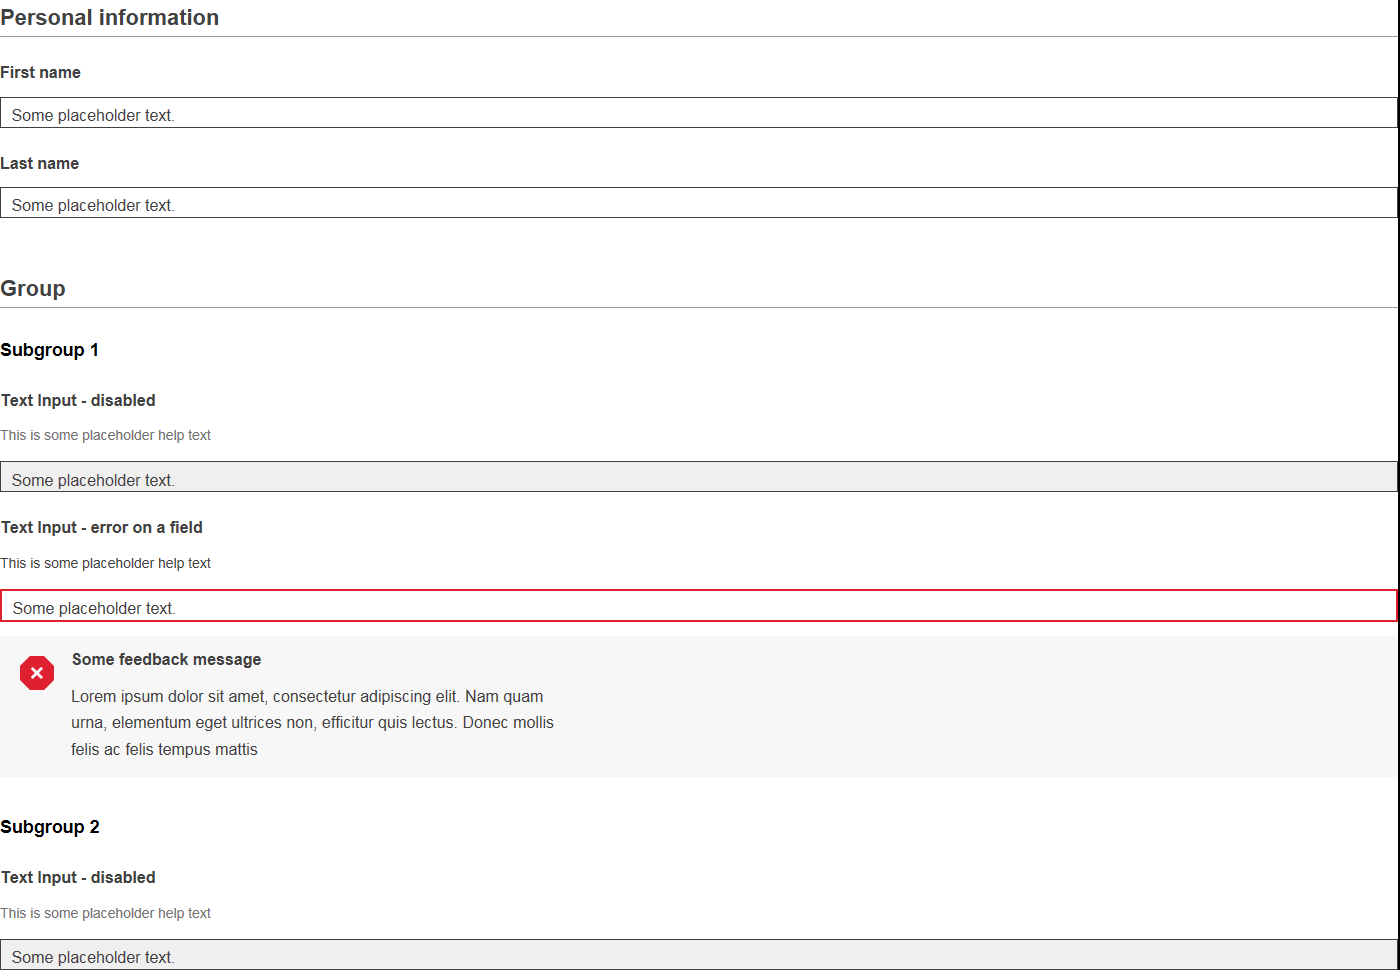 Personal information
First name
Some placeholder text.
Last name
Some placeholder text.
Group
Subgroup 1
Text Input - disabled
This is some placeholder help text
Some placeholder text.
Text Input - error on a field
This is some placeholder help text
Some placeholder text.
Some feedback message
Lorem ipsum dolor sit amet, consectetur adipiscing elit. Nam quam
urna, elementum eget ultrices non, efficitur quis lectus. Donec mollis
felis ac felis tempus mattis
Subgroup 2
Text Input - disabled
This is some placeholder help text
Some placeholder text.